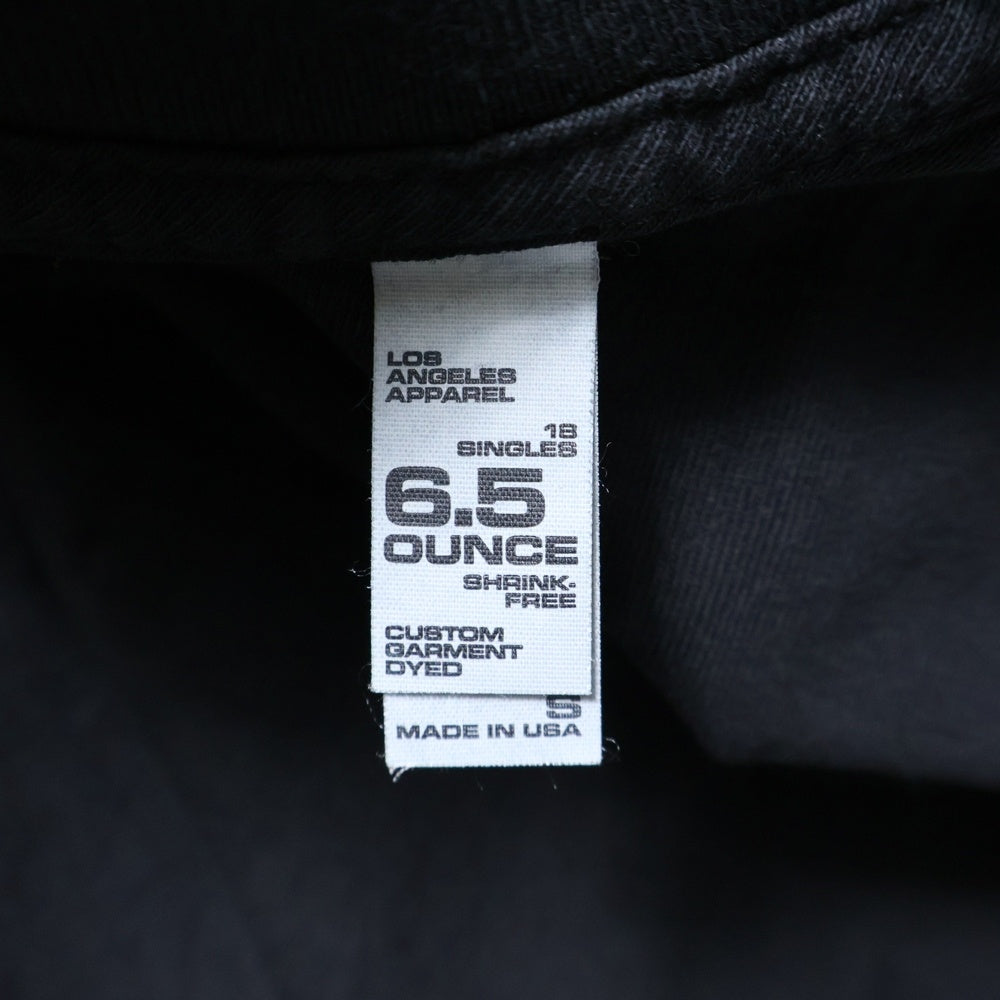 LOS
ANGELES
APPAREL
18
SINGLES
6.5
OUNCE
SHRINK-
FREE
CUSTOM
GARMENT
DYED
S
MADE IN USA